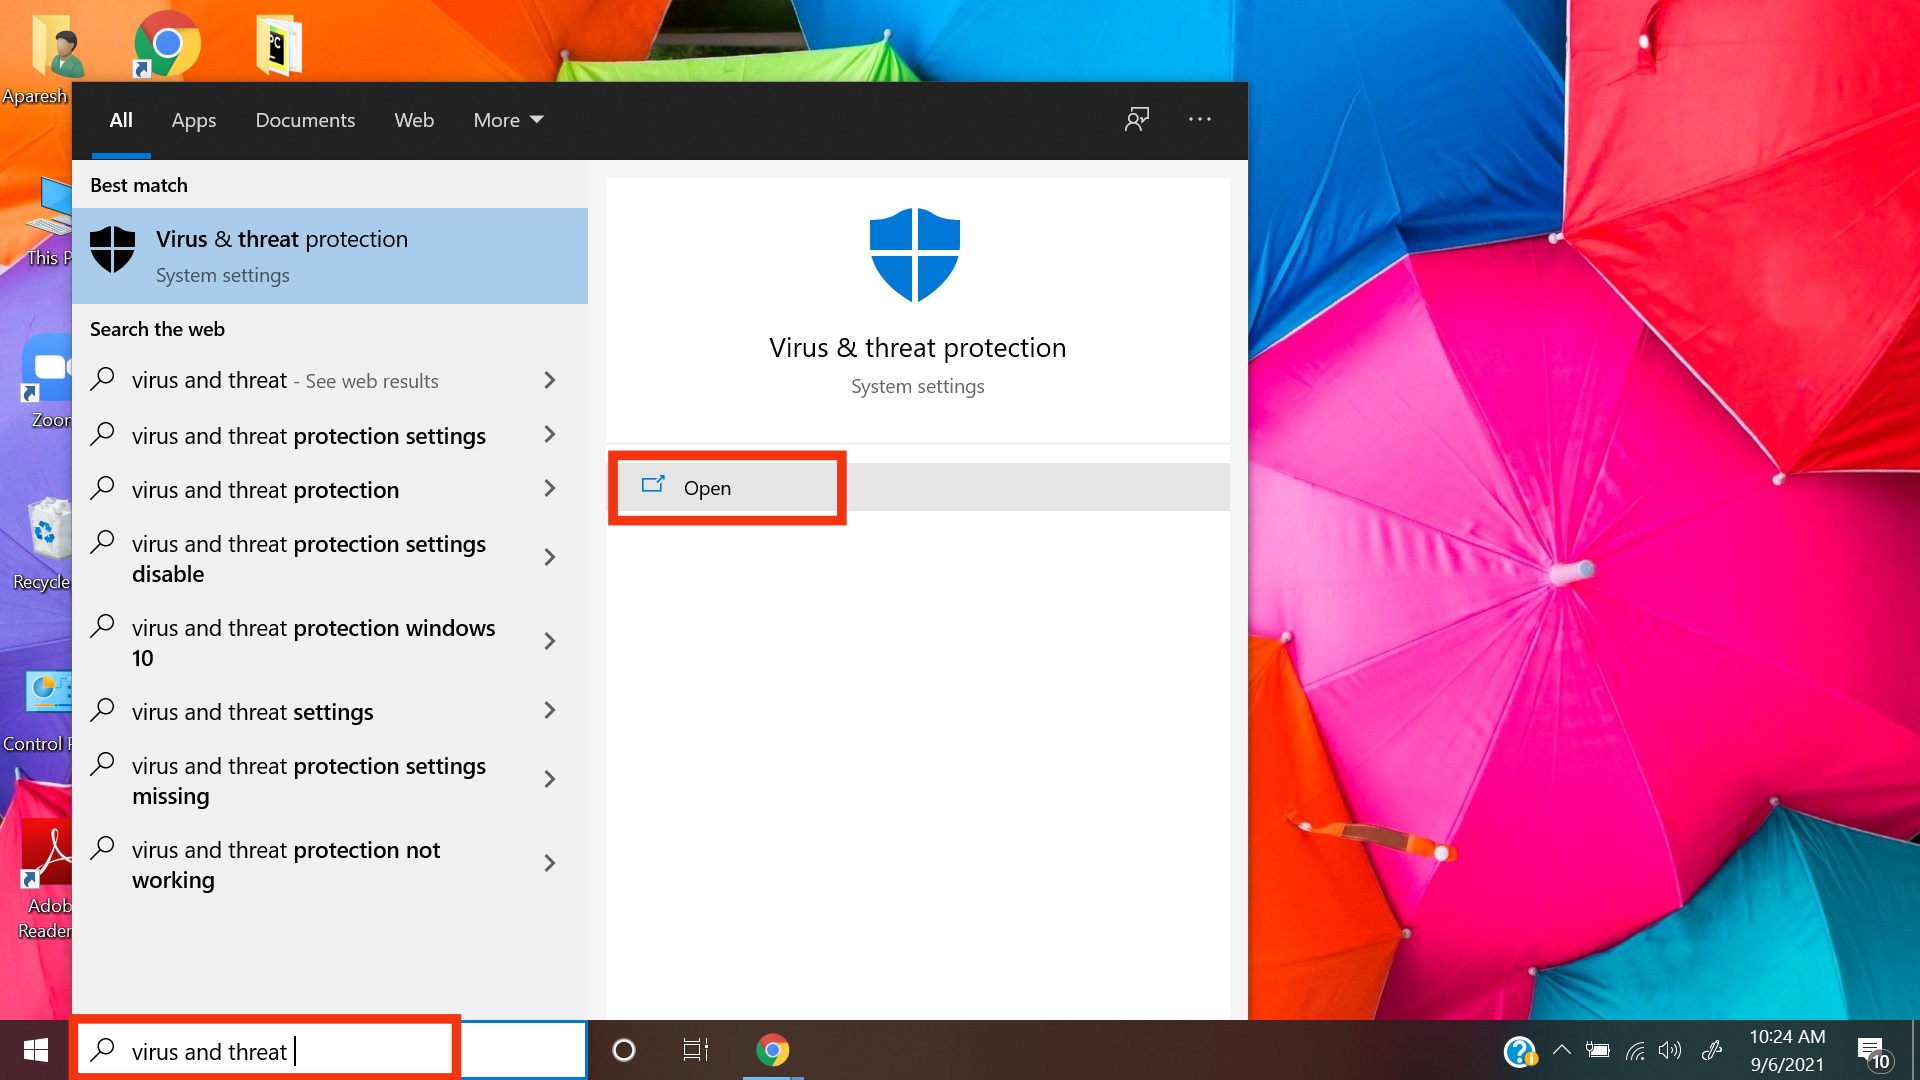 Aparesh
PC
All
Apps
Documents
Web
More
Best match
Virus & threat protection
System settings
Search the web
virus and threat - See web results
virus and threat protection settings
virus and threat protection
virus and threat protection settings
disable
virus and threat protection windows
10
virus and threat settings
virus and threat protection settings
missing
virus and threat protection not
working
Virus & threat protection
System settings
Open
This P
Zoom
Recycle
Control P
Adob
Reader
virus and threat
10:24 AM
9/6/2021
10